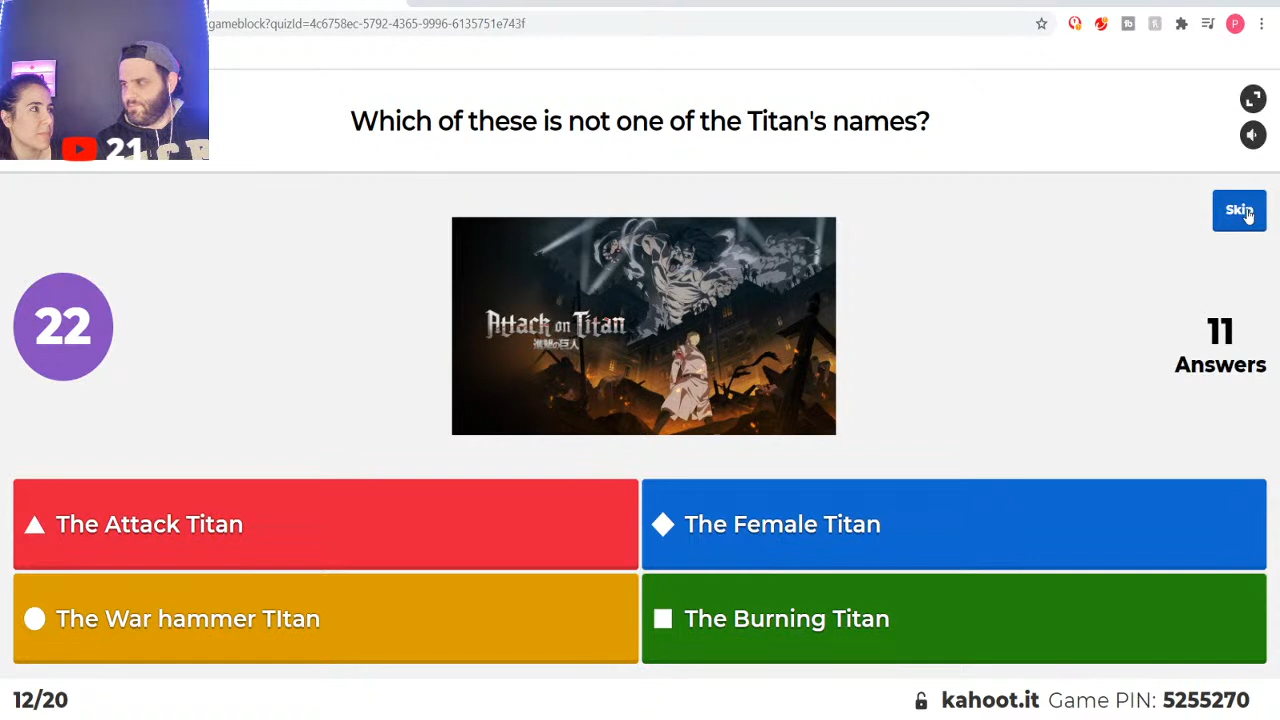 gameblock?quizId=4c6758ec-5792-4365-9996-6135751e743f
21
Which of these is not one of the Titan's names?
Skip
22
Attack on Titan
進撃の巨人
11
Answers
The Attack Titan
The Female Titan
The War hammer TItan
The Burning Titan
12/20
kahoot.it Game PIN: 5255270